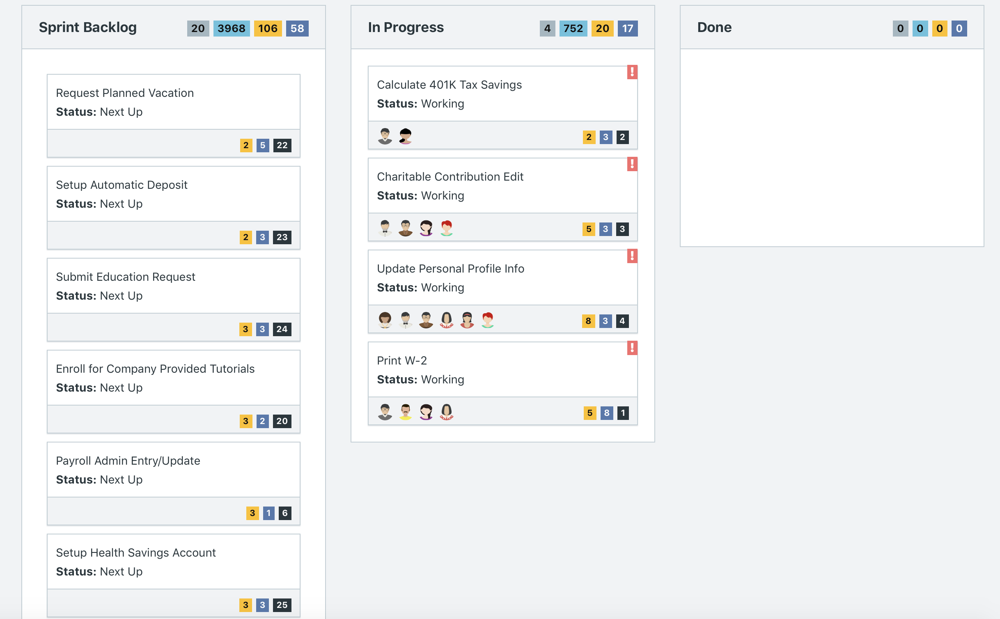 Sprint Backlog 20 3968 106 58
Request Planned Vacation
Status: Next Up
2 5 22
Setup Automatic Deposit
Status: Next Up
2 3 23
Submit Education Request
Status: Next Up
3 3 24
Enroll for Company Provided Tutorials
Status: Next Up
3 2 20
Payroll Admin Entry/Update
Status: Next Up
3 1 6
Setup Health Savings Account
Status: Next Up
3 3 25
In Progress 4 752 20 17
!
Calculate 401K Tax Savings
Status: Working
2 3 2
!
Charitable Contribution Edit
Status: Working
5 3 3
!
Update Personal Profile Info
Status: Working
8 3 4
!
Print W-2
Status: Working
5 8 1
Done 0 0 0 0